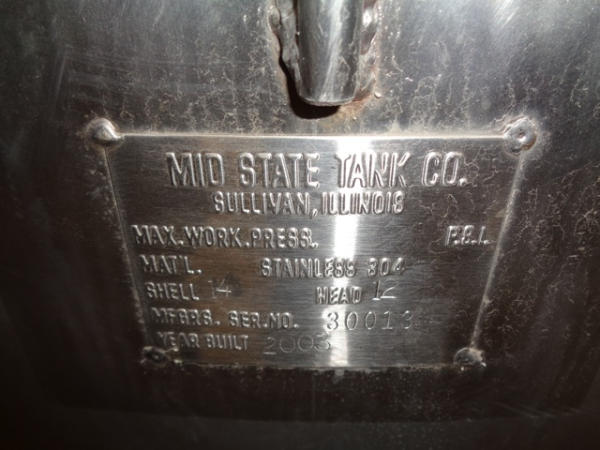 MID STATE TANK CO.
SULLIVAN, ILLINOIS
MAX. WORK. PRESS. P.S.I.
MAT'L. STAINLESS 304
SHELL 14 HEAD 12
MFGRS. SER. NO. 30013
YEAR BUILT 2003